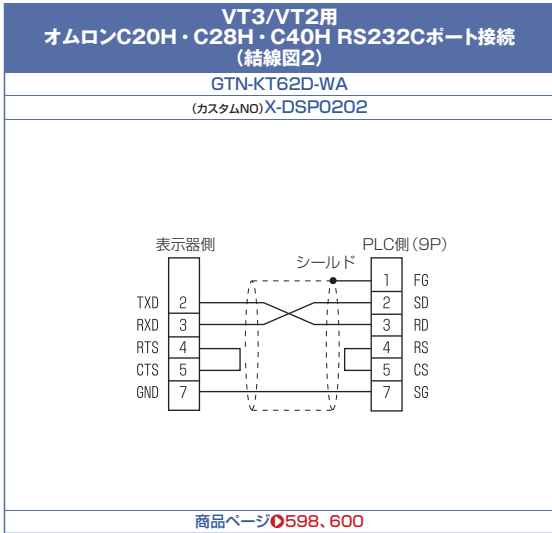 VT3/VT2用
オムロンC20H・C28H・C40H RS232Cポート接続
(結線図2)
GTN-KT62D-WA
(カスタムNO)X-DSP0202
表示器側
PLC側(9P)
シールド
1 FG
TXD 2 2 SD
RXD 3 3 RD
RTS 4 4 RS
CTS 5 5 CS
GND 7 7 SG
商品ページ598、600